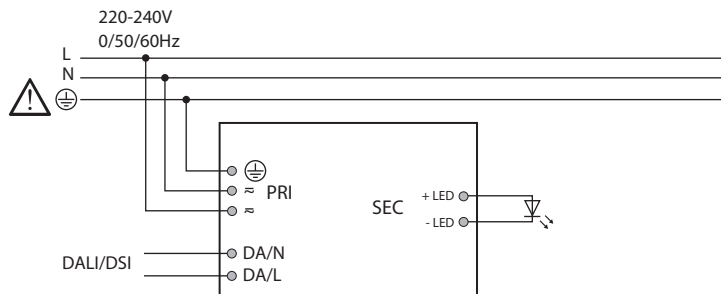 220-240V
0/50/60Hz
L
N
PRI
+ LED
SEC
- LED
DA/N
DALI/DSI
DA/L